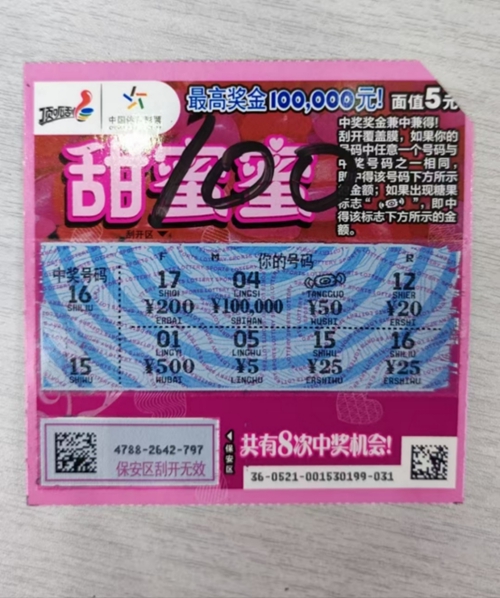 顶呱刮
中国体育彩票
最高奖金100,000元!
面值5元
中奖奖金兼中兼得!
刮开覆盖膜，如果你的
号码中任意一个号码与
中奖号码之一相同，
即中得该号码下方所示
的金额；如果出现糖果
标志“ ”，即中
得该标志下方所示的金
额。
甜蜜蜜
100
刮开区
中奖号码
你的号码
F M R
16
SHILIU
15
SHIWU
17 04 12
SHIQI LINGSI TANGGUO SHIER
¥200 ¥100,000 ¥50 ¥20
ERBAI SHIWAN WUSHI ERSHI
01 05 15 16
LINGYI LINGWU SHIWU SHILIU
¥500 ¥5 ¥25 ¥25
WUBAI LINGWU ERSHIWU ERSHIWU
4788-2642-797
保安区刮开无效
保安区
共有8次中奖机会!
36-0521-001530199-031